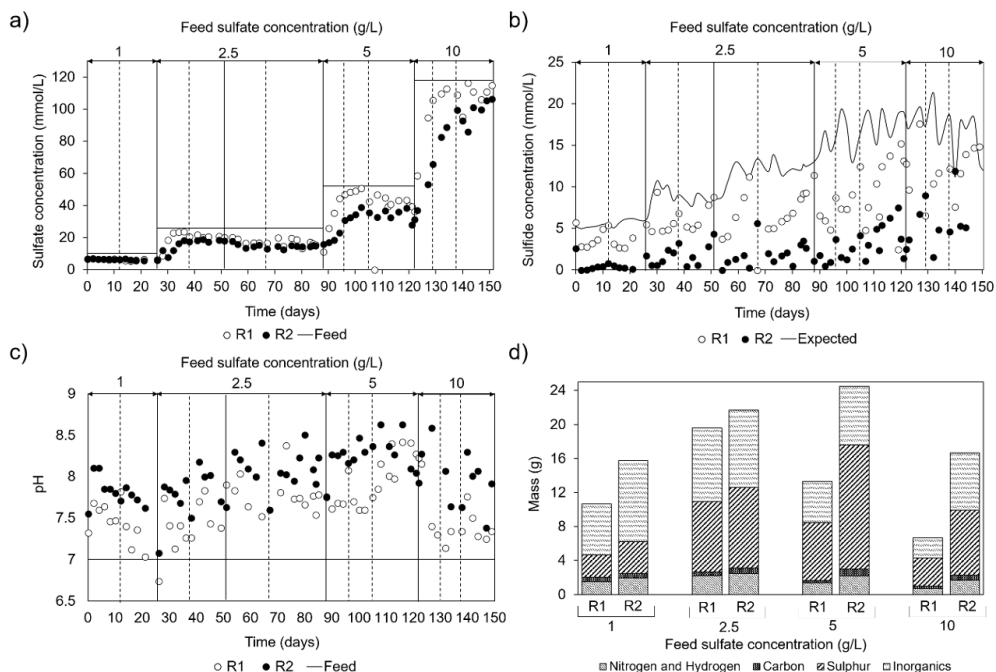 a)
Feed sulfate concentration (g/L)
1 2.5 5 10
Sulfate concentration (mmol/L)
120
100
80
60
40
20
0
0 10 20 30 40 50 60 70 80 90 100 110 120 130 140 150
Time (days)
R1 R2 Feed
b)
Feed sulfate concentration (g/L)
1 2.5 5 10
Sulfide concentration (mmol/L)
25
20
15
10
5
0
0 10 20 30 40 50 60 70 80 90 100 110 120 130 140 150
Time (days)
R1 R2 Expected
c)
Feed sulfate concentration (g/L)
1 2.5 5 10
pH
9
8.5
8
7.5
7
6.5
0 10 20 30 40 50 60 70 80 90 100 110 120 130 140 150
Time (days)
R1 R2 Feed
d)
Mass (g)
24
20
16
12
8
4
0
R1 R2 R1 R2 R1 R2 R1 R2
1 2.5 5 10
Feed sulfate concentration (g/L)
Nitrogen and Hydrogen Carbon Sulphur Inorganics